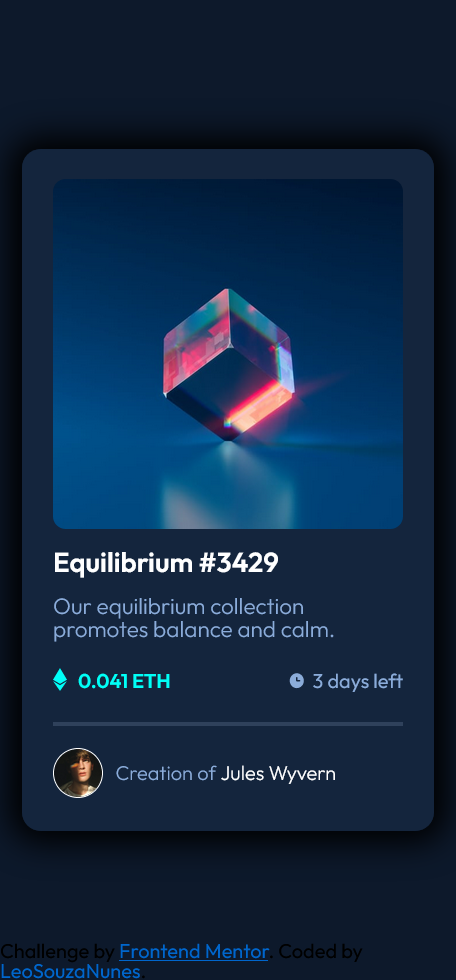 Equilibrium #3429
Our equilibrium collection
promotes balance and calm.
0.041 ETH
3 days left
Creation of Jules Wyvern
Challenge by Frontend Mentor. Coded by
LeoSouzaNunes.